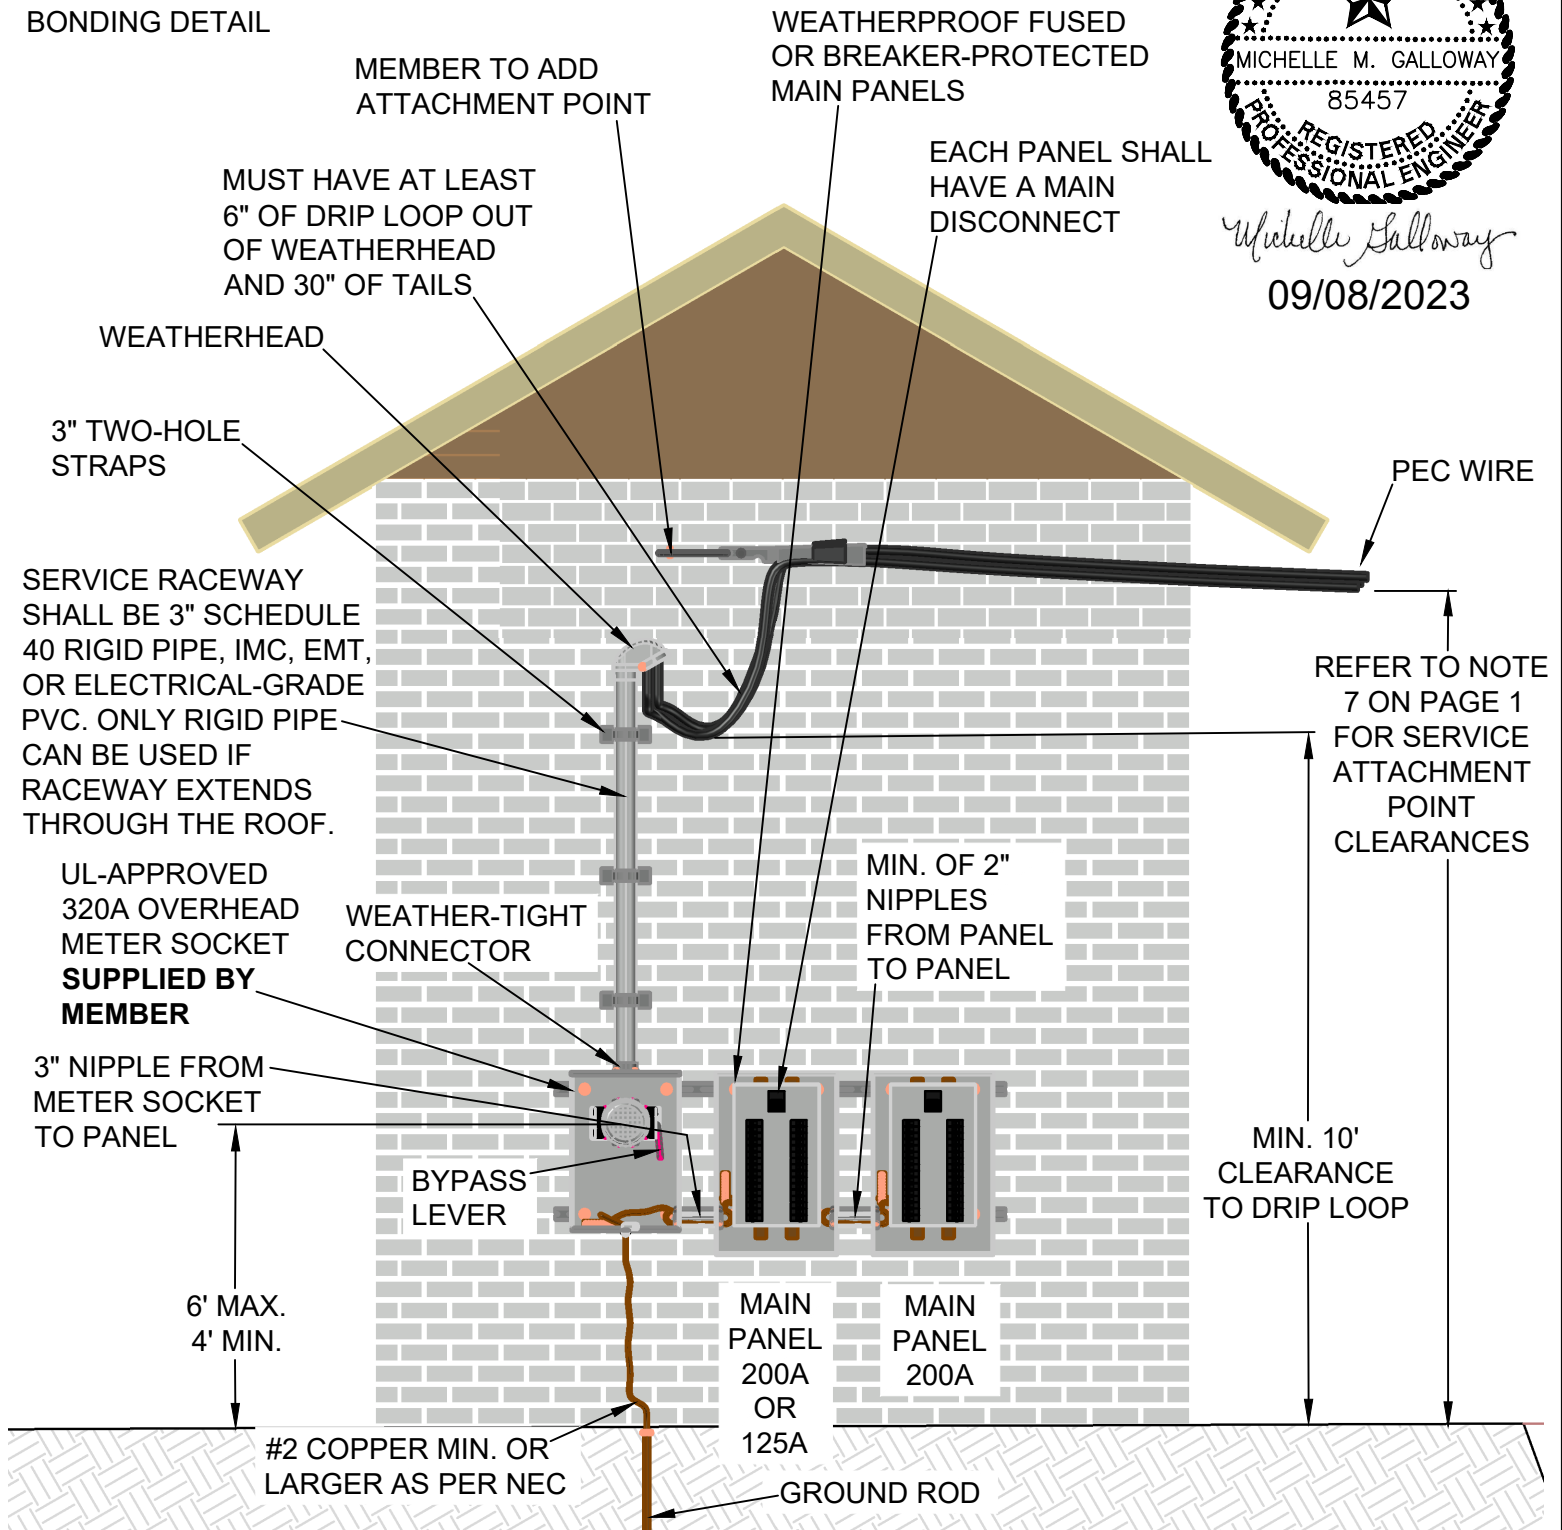 BONDING DETAIL
MEMBER TO ADD
ATTACHMENT POINT
WEATHERPROOF FUSED
OR BREAKER-PROTECTED
MAIN PANELS
MICHELLE M. GALLOWAY
85457
REGISTERED
PROFESSIONAL ENGINEER
Michelle Galloway
09/08/2023
EACH PANEL SHALL
HAVE A MAIN
DISCONNECT
MUST HAVE AT LEAST
6" OF DRIP LOOP OUT
OF WEATHERHEAD
AND 30" OF TAILS
WEATHERHEAD
3" TWO-HOLE
STRAPS
PEC WIRE
SERVICE RACEWAY
SHALL BE 3" SCHEDULE
40 RIGID PIPE, IMC, EMT,
OR ELECTRICAL-GRADE
PVC. ONLY RIGID PIPE
CAN BE USED IF
RACEWAY EXTENDS
THROUGH THE ROOF.
REFER TO NOTE
7 ON PAGE 1
FOR SERVICE
ATTACHMENT
POINT
CLEARANCES
UL-APPROVED
320A OVERHEAD
METER SOCKET
SUPPLIED BY
MEMBER
WEATHER-TIGHT
CONNECTOR
MIN. OF 2"
NIPPLES
FROM PANEL
TO PANEL
3" NIPPLE FROM
METER SOCKET
TO PANEL
BYPASS
LEVER
MIN. 10'
CLEARANCE
TO DRIP LOOP
6' MAX.
4' MIN.
MAIN
PANEL
200A
OR
125A
MAIN
PANEL
200A
#2 COPPER MIN. OR
LARGER AS PER NEC
GROUND ROD